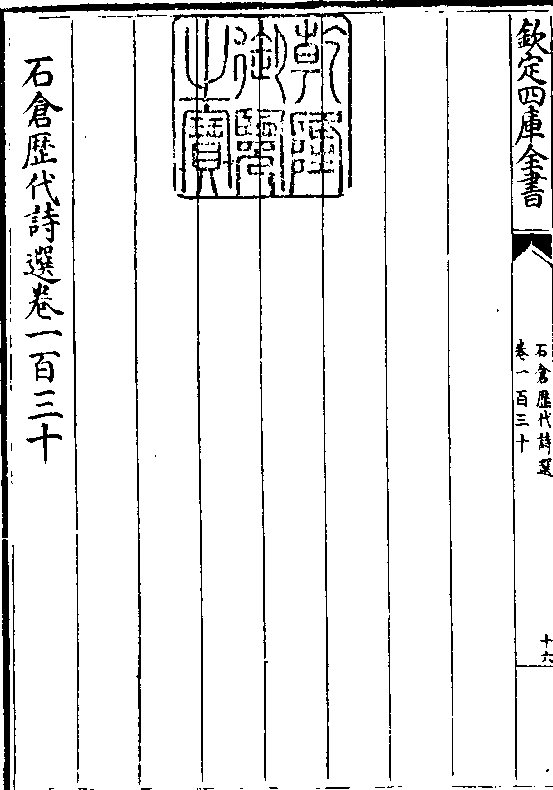 欽定四庫全書
石倉歷代詩選
卷一百三十
十六
乾隆御覽之寶
石倉歷代詩選卷一百三十